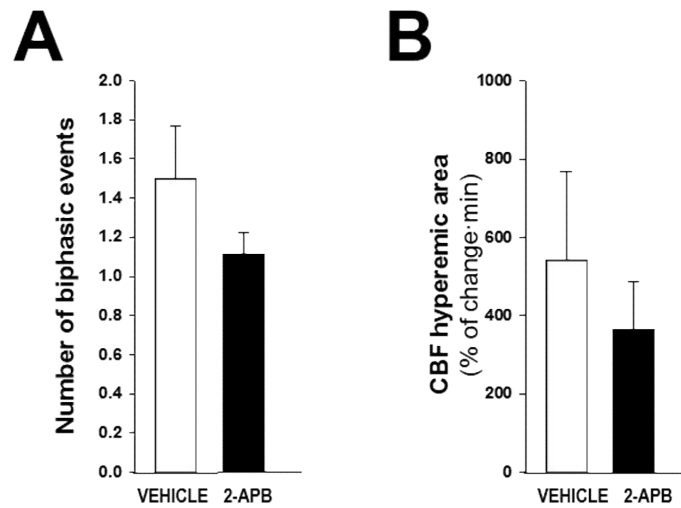 A
B
Number of biphasic events
2.0
1.8
1.6
1.4
1.2
1.0
0.8
0.6
0.4
0.2
0.0
VEHICLE 2-APB
CBF hyperemic area
(% of change·min)
1000
800
600
400
200
0
VEHICLE 2-APB